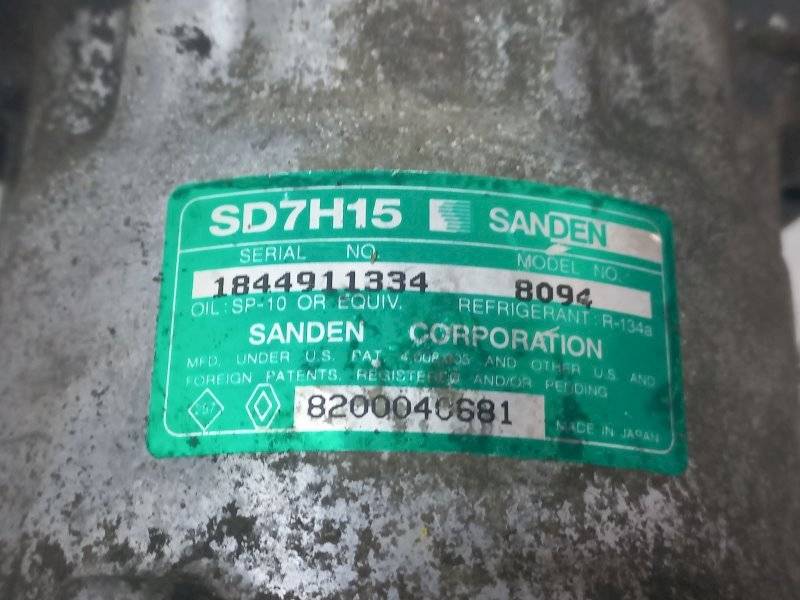 SD7H15 SANDEN
SERIAL NO. MODEL NO.
1844911334 8094
OIL: SP-10 OR EQUIV. REFRIGERANT: R-134a
SANDEN CORPORATION
MFD. UNDER U.S. PAT. AND OTHER U.S. AND
FOREIGN PATENTS, REGISTERED AND/OR PENDING
8200040681
MADE IN JAPAN